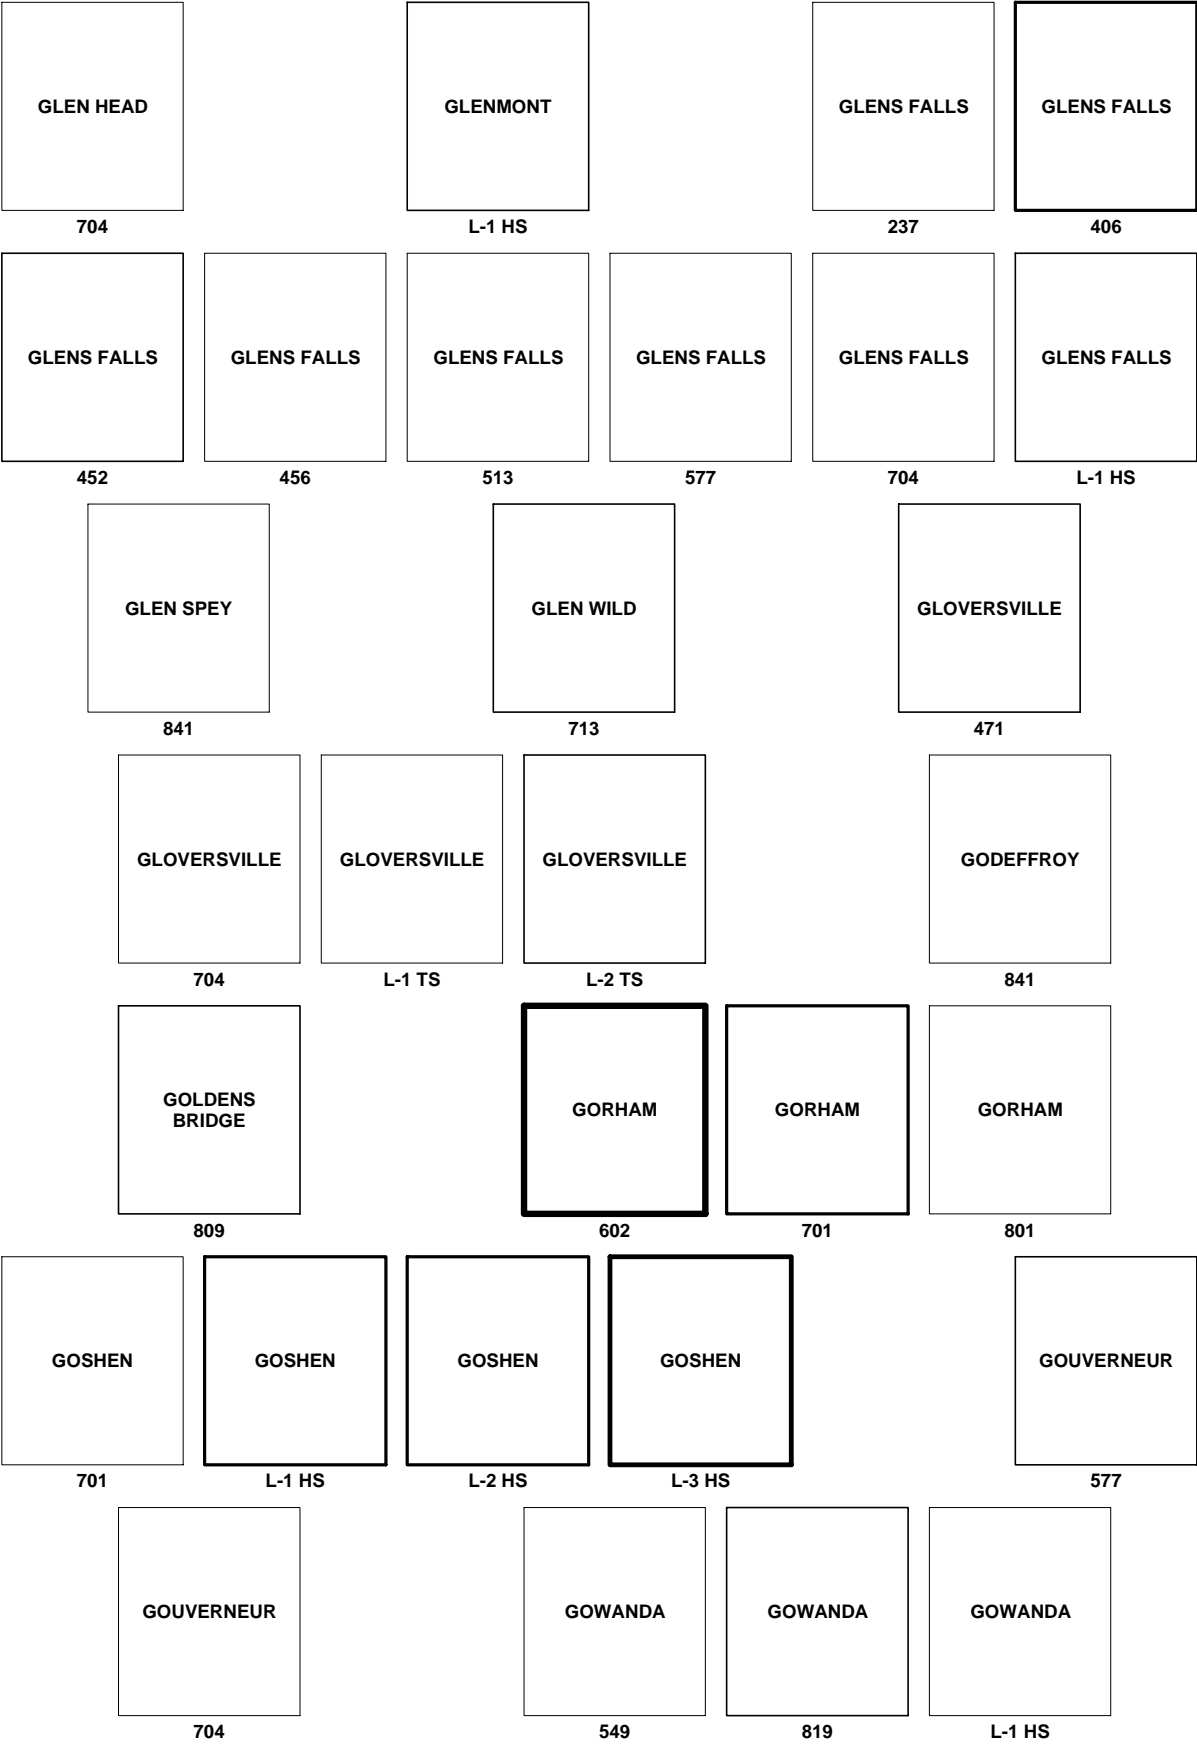 GLEN HEAD
GLENMONT
GLENS FALLS
GLENS FALLS
704
L-1 HS
237
406
GLENS FALLS
GLENS FALLS
GLENS FALLS
GLENS FALLS
GLENS FALLS
GLENS FALLS
452
456
513
577
704
L-1 HS
GLEN SPEY
GLEN WILD
GLOVERSVILLE
841
713
471
GLOVERSVILLE
GLOVERSVILLE
GLOVERSVILLE
GODEFFROY
704
L-1 TS
L-2 TS
841
GOLDENS
BRIDGE
GORHAM
GORHAM
GORHAM
809
602
701
801
GOSHEN
GOSHEN
GOSHEN
GOSHEN
GOUVERNEUR
701
L-1 HS
L-2 HS
L-3 HS
577
GOUVERNEUR
GOWANDA
GOWANDA
GOWANDA
704
549
819
L-1 HS